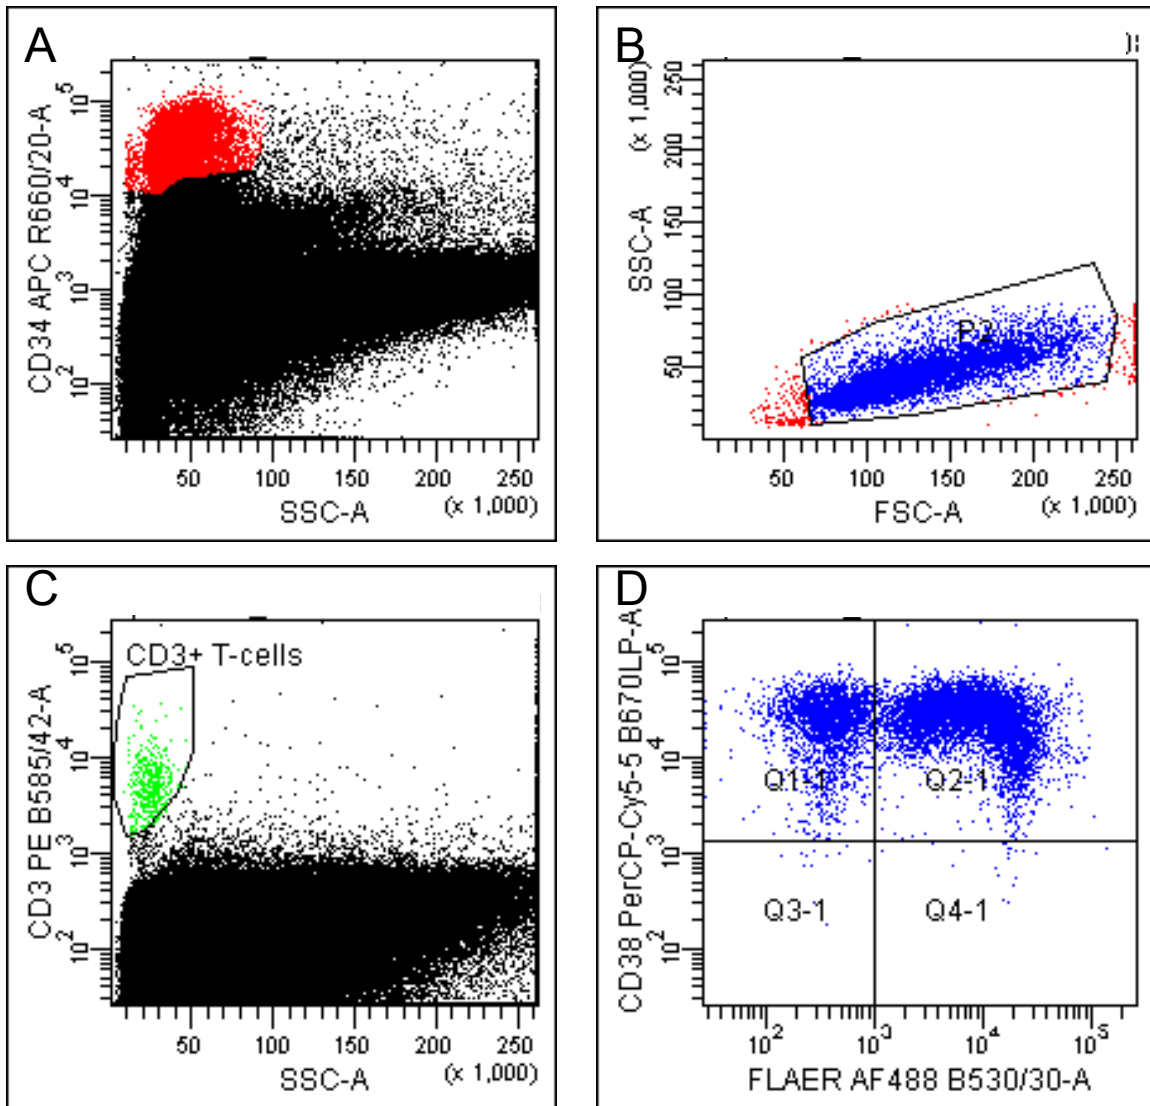 A
CD34 APC R660/20-A
10^5
10^4
10^3
10^2
50 100 150 200 250
SSC-A (x 1,000)
B
SSC-A (x 1,000)
250
200
150
100
50
P2
50 100 150 200 250
FSC-A (x 1,000)
C
CD3 PE B585/42-A
10^5
10^4
10^3
10^2
CD3+ T-cells
50 100 150 200 250
SSC-A (x 1,000)
D
CD38 PerCP-Cy5-5 B670LP-A
10^5
10^4
10^3
10^2
Q1-1 Q2-1
Q3-1 Q4-1
10^2 10^3 10^4 10^5
FLAER AF488 B530/30-A